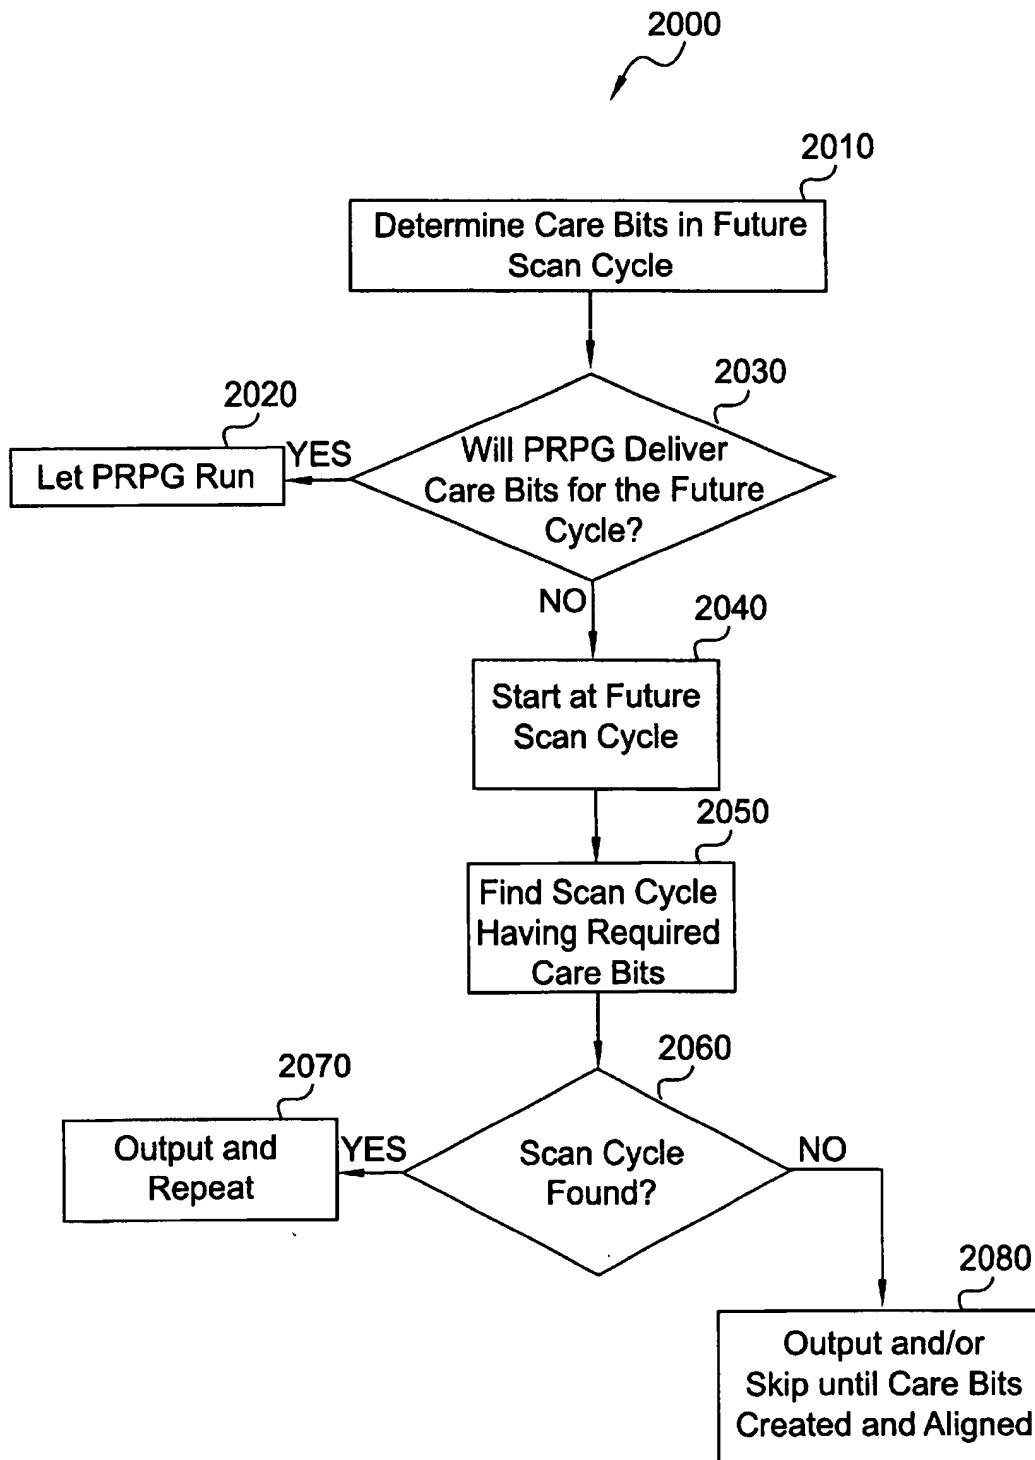 2000
2010
Determine Care Bits in Future
Scan Cycle
2030
2020
Will PRPG Deliver
Care Bits for the Future
Cycle?
YES
Let PRPG Run
NO
2040
Start at Future
Scan Cycle
2050
Find Scan Cycle
Having Required
Care Bits
2060
2070
Scan Cycle
Found?
YES
NO
Output and
Repeat
2080
Output and/or
Skip until Care Bits
Created and Aligned